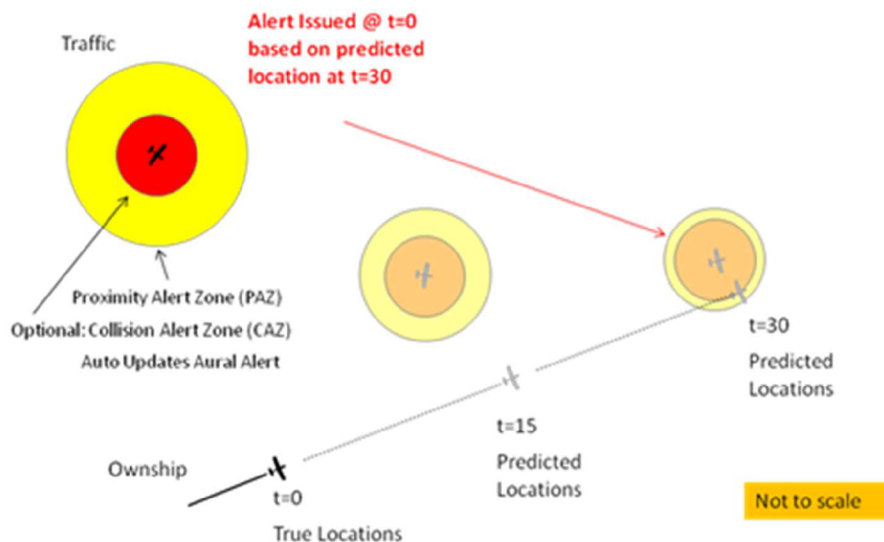 Traffic
Alert Issued @ t=0
based on predicted
location at t=30
Proximity Alert Zone (PAZ)
Optional: Collision Alert Zone (CAZ)
Auto Updates Aural Alert
t=30
Predicted
Locations
t=15
Predicted
Locations
Ownship
t=0
True Locations
Not to scale